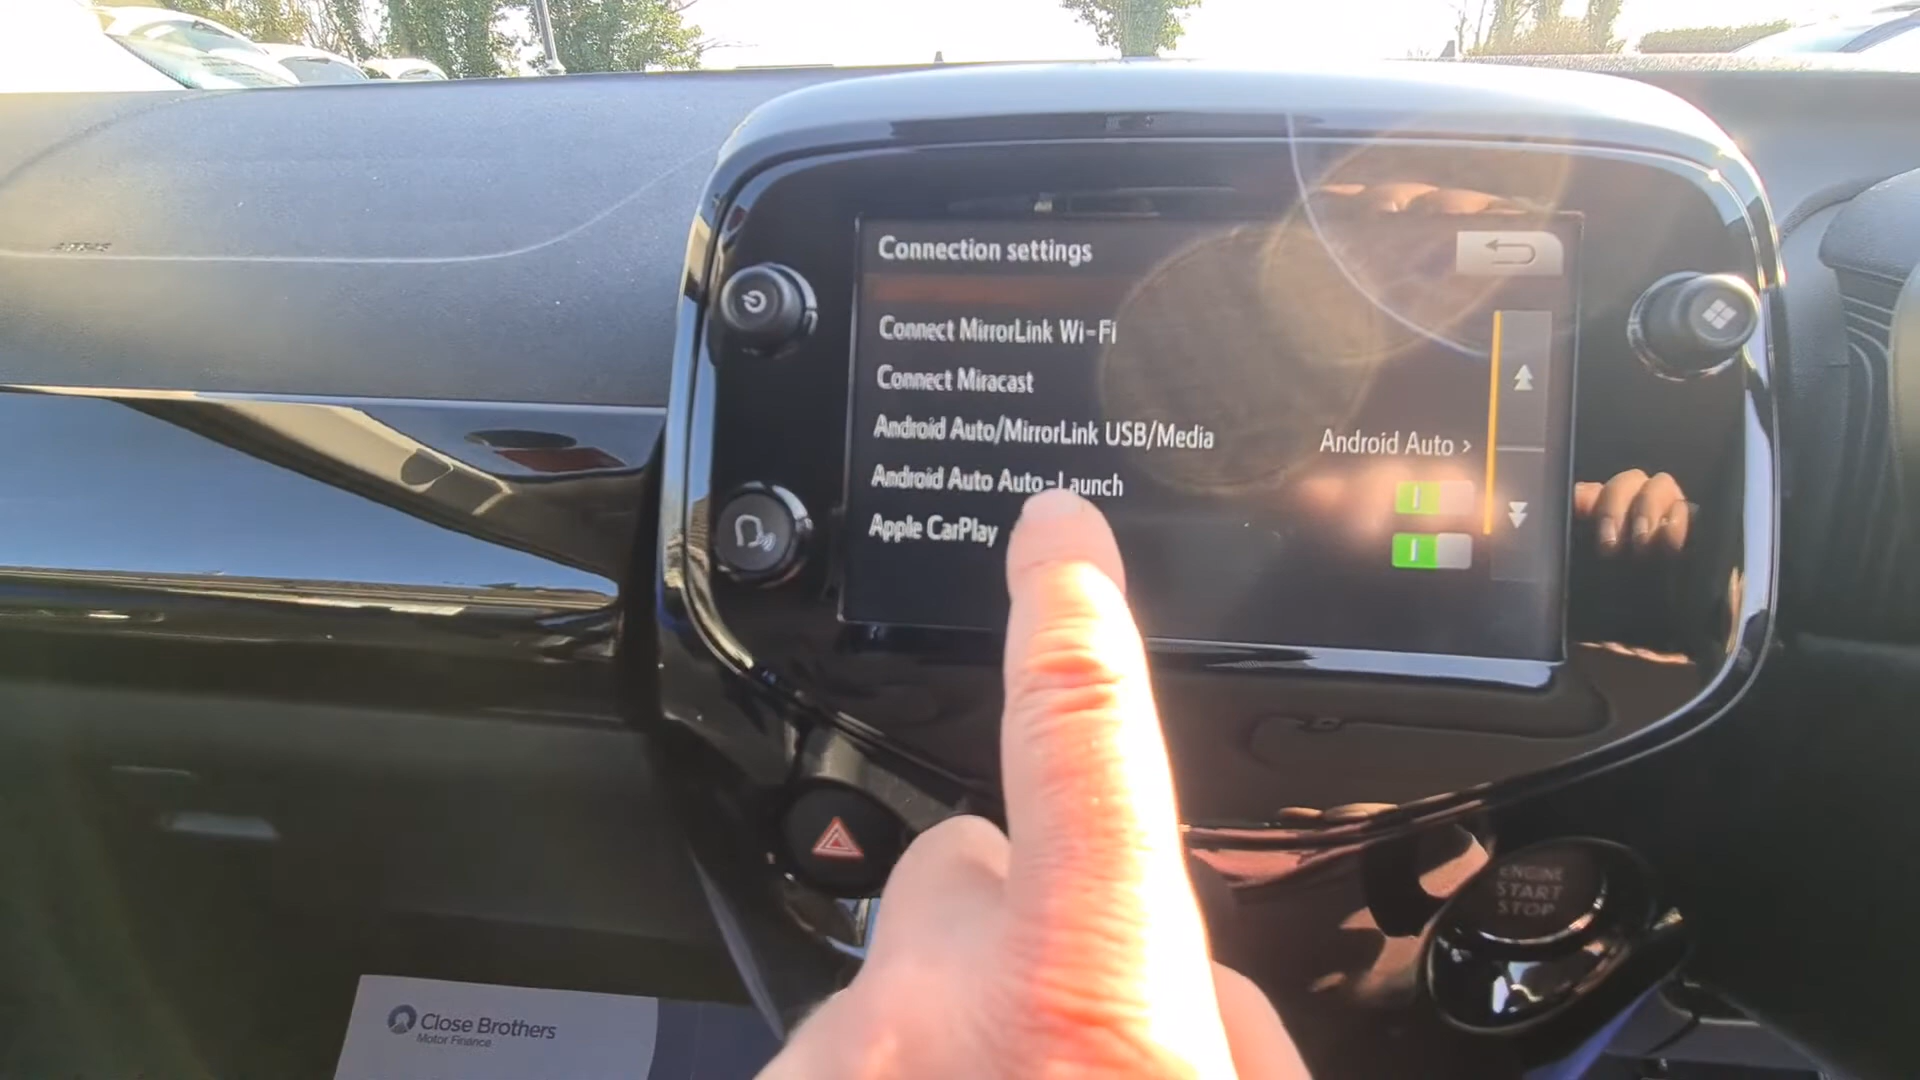 Connection settings
Connect MirrorLink Wi-Fi
Connect Miracast
Android Auto/MirrorLink USB/Media
Android Auto >
Android Auto Auto-Launch
Apple CarPlay
ENGINE
START
STOP
Close Brothers
Motor Finance